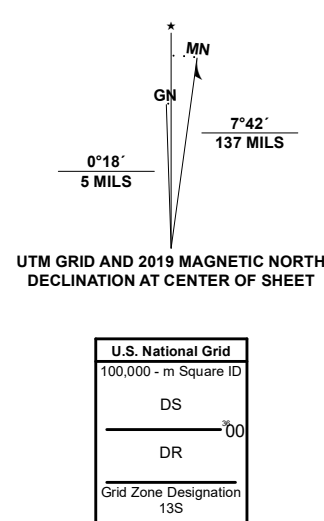 ★
MN
GN
7°42´
137 MILS
0°18´
5 MILS
UTM GRID AND 2019 MAGNETIC NORTH
DECLINATION AT CENTER OF SHEET
U.S. National Grid
100,000 - m Square ID
DS
3600
DR
Grid Zone Designation
13S